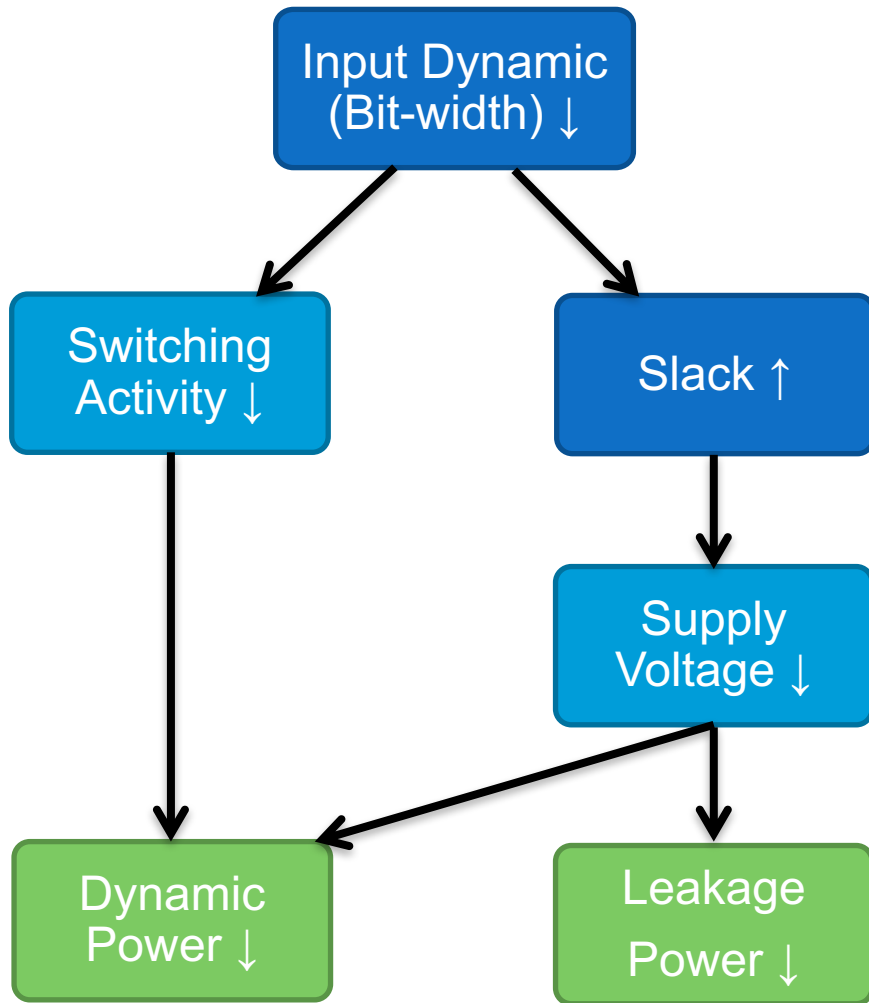 Input Dynamic
(Bit-width) ↓
Switching
Activity ↓
Slack ↑
Supply
Voltage ↓
Dynamic
Power ↓
Leakage
Power ↓